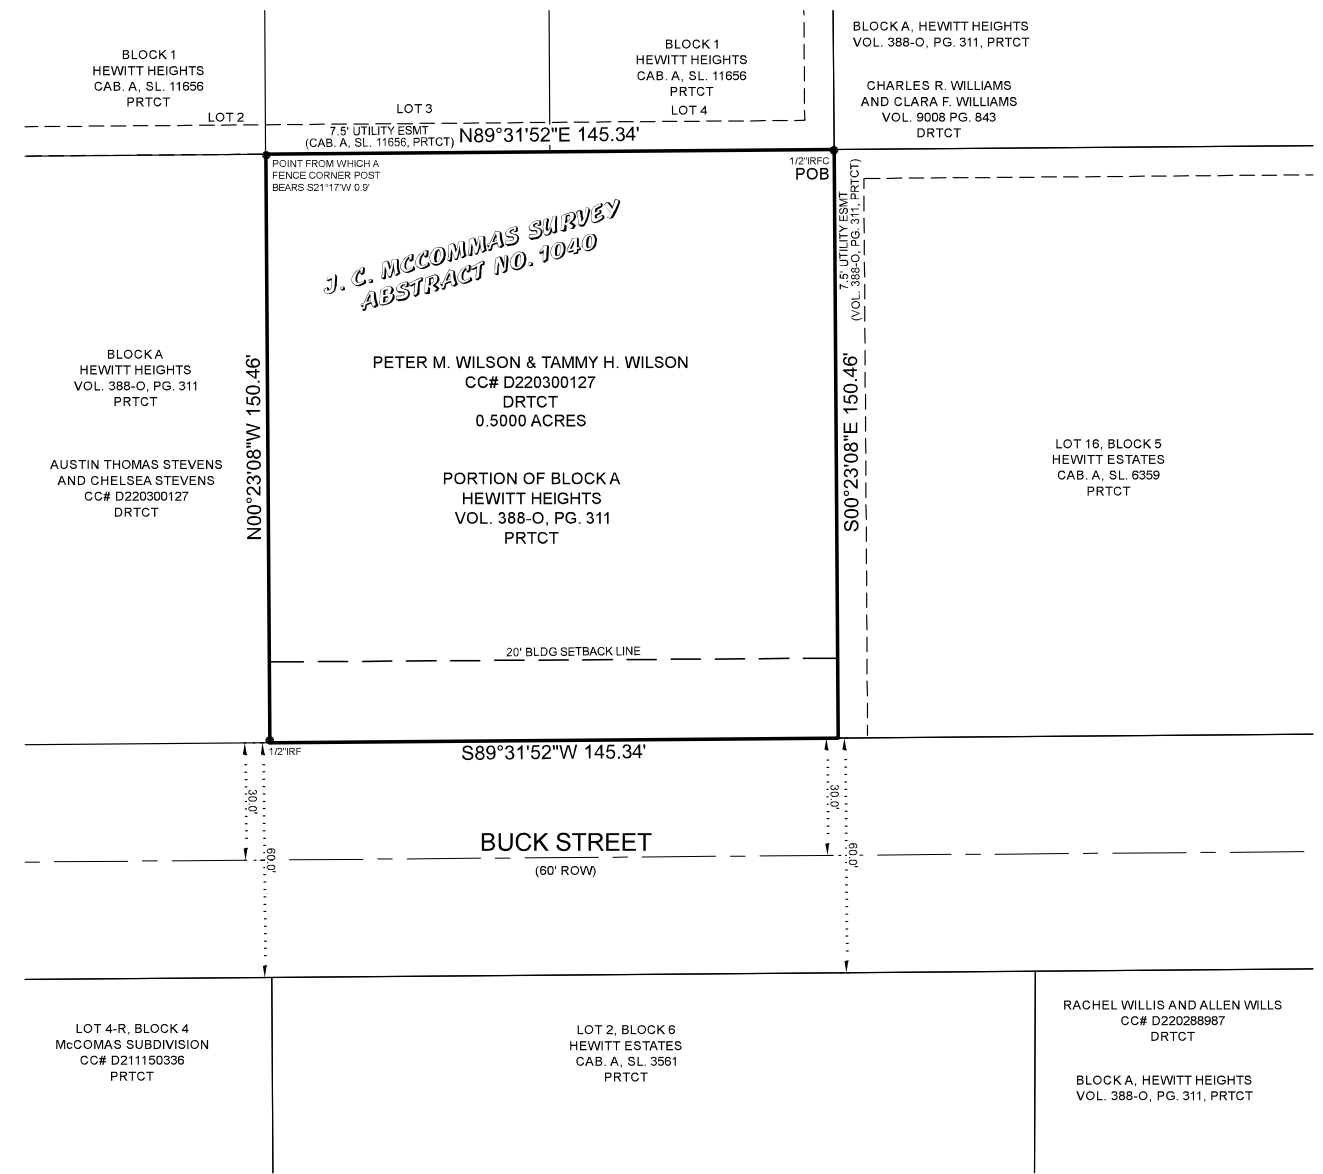 BLOCK 1
HEWITT HEIGHTS
CAB. A, SL. 11656
PRTCT
LOT 2
LOT 3
BLOCK 1
HEWITT HEIGHTS
CAB. A, SL. 11656
PRTCT
LOT 4
BLOCK A, HEWITT HEIGHTS
VOL. 388-O, PG. 311, PRTCT
CHARLES R. WILLIAMS
AND CLARA F. WILLIAMS
VOL. 9008 PG. 843
DRTCT
7.5' UTILITY ESMT
(CAB. A, SL. 11656, PRTCT)
N89°31'52"E 145.34'
POINT FROM WHICH A
FENCE CORNER POST
BEARS S21°17'W 0.9'
1/2"IRFC
POB
7.5' UTILITY ESMT
(VOL. 388-O, PG. 311, PRTCT)
J. C. MCCOMMAS SURVEY
ABSTRACT NO. 1040
BLOCK A
HEWITT HEIGHTS
VOL. 388-O, PG. 311
PRTCT
AUSTIN THOMAS STEVENS
AND CHELSEA STEVENS
CC# D220300127
DRTCT
N00°23'08"W 150.46'
PETER M. WILSON & TAMMY H. WILSON
CC# D220300127
DRTCT
0.5000 ACRES
PORTION OF BLOCK A
HEWITT HEIGHTS
VOL. 388-O, PG. 311
PRTCT
S00°23'08"E 150.46'
LOT 16, BLOCK 5
HEWITT ESTATES
CAB. A, SL. 6359
PRTCT
20' BLDG SETBACK LINE
1/2"IRF
S89°31'52"W 145.34'
30.0'
60.0'
30.0'
60.0'
BUCK STREET
(60' ROW)
LOT 4-R, BLOCK 4
McCOMAS SUBDIVISION
CC# D211150336
PRTCT
LOT 2, BLOCK 6
HEWITT ESTATES
CAB. A, SL. 3561
PRTCT
RACHEL WILLIS AND ALLEN WILLS
CC# D220288987
DRTCT
BLOCK A, HEWITT HEIGHTS
VOL. 388-O, PG. 311, PRTCT